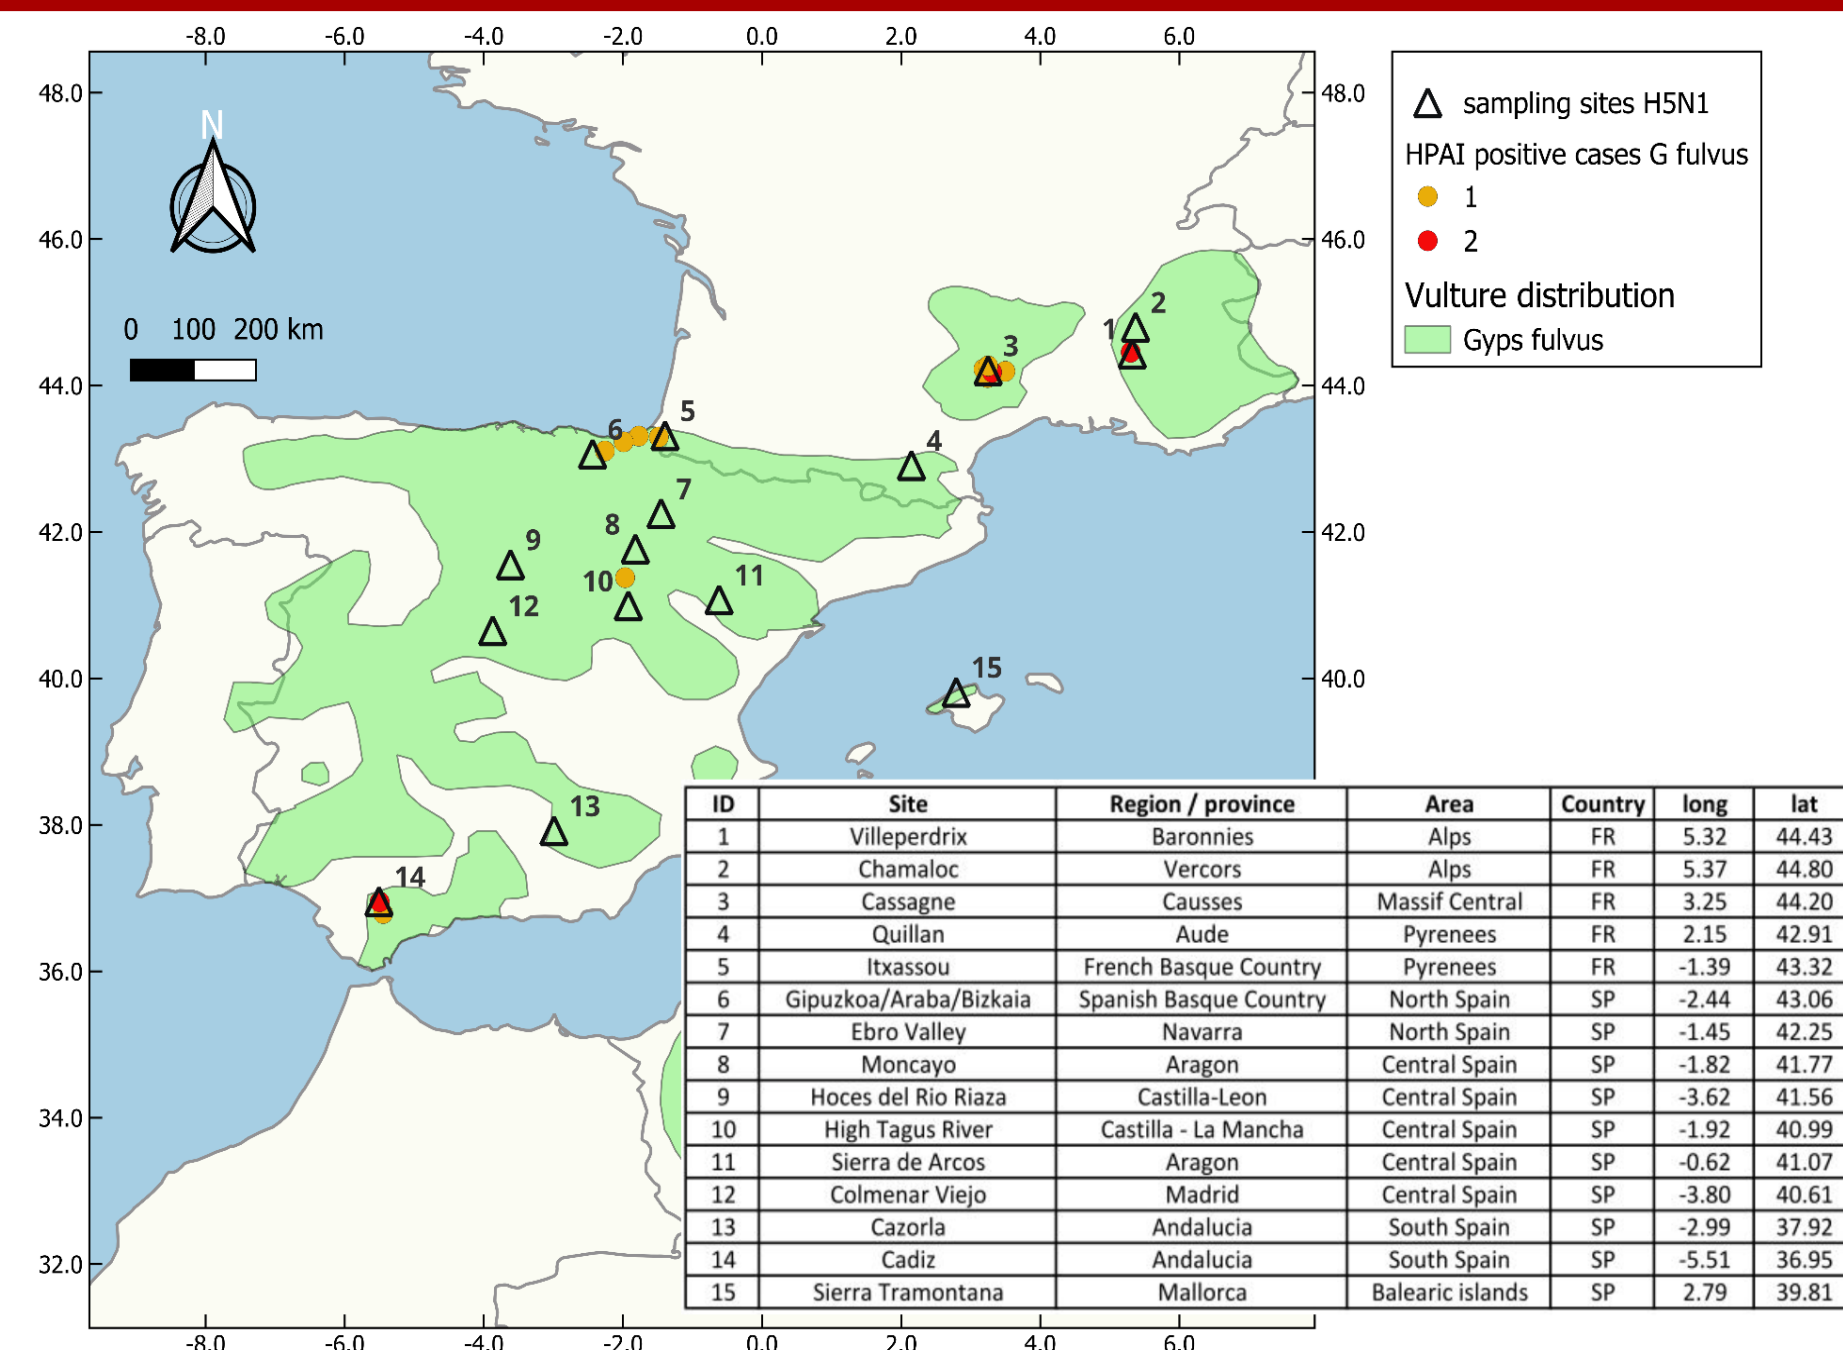 -8.0 -6.0 -4.0 -2.0 0.0 2.0 4.0 6.0
48.0 48.0
N
46.0 46.0
0 100 200 km
44.0 44.0
42.0 42.0
40.0 40.0
38.0
36.0
34.0
32.0
-8.0 -6.0 -4.0 -2.0 0.0 2.0 4.0 6.0
2
1
3
5
6
4
7
8
9
10
11
12
15
13
14
sampling sites H5N1
HPAI positive cases G fulvus
1
2
Vulture distribution
Gyps fulvus
ID Site Region / province Area Country long lat
1 Villeperdrix Baronnies Alps FR 5.32 44.43
2 Chamaloc Vercors Alps FR 5.37 44.80
3 Cassagne Causses Massif Central FR 3.25 44.20
4 Quillan Aude Pyrenees FR 2.15 42.91
5 Itxassou French Basque Country Pyrenees FR -1.39 43.32
6 Gipuzkoa/Araba/Bizkaia Spanish Basque Country North Spain SP -2.44 43.06
7 Ebro Valley Navarra North Spain SP -1.45 42.25
8 Moncayo Aragon Central Spain SP -1.82 41.77
9 Hoces del Rio Riaza Castilla-Leon Central Spain SP -3.62 41.56
10 High Tagus River Castilla - La Mancha Central Spain SP -1.92 40.99
11 Sierra de Arcos Aragon Central Spain SP -0.62 41.07
12 Colmenar Viejo Madrid Central Spain SP -3.80 40.61
13 Cazorla Andalucia South Spain SP -2.99 37.92
14 Cadiz Andalucia South Spain SP -5.51 36.95
15 Sierra Tramontana Mallorca Balearic islands SP 2.79 39.81